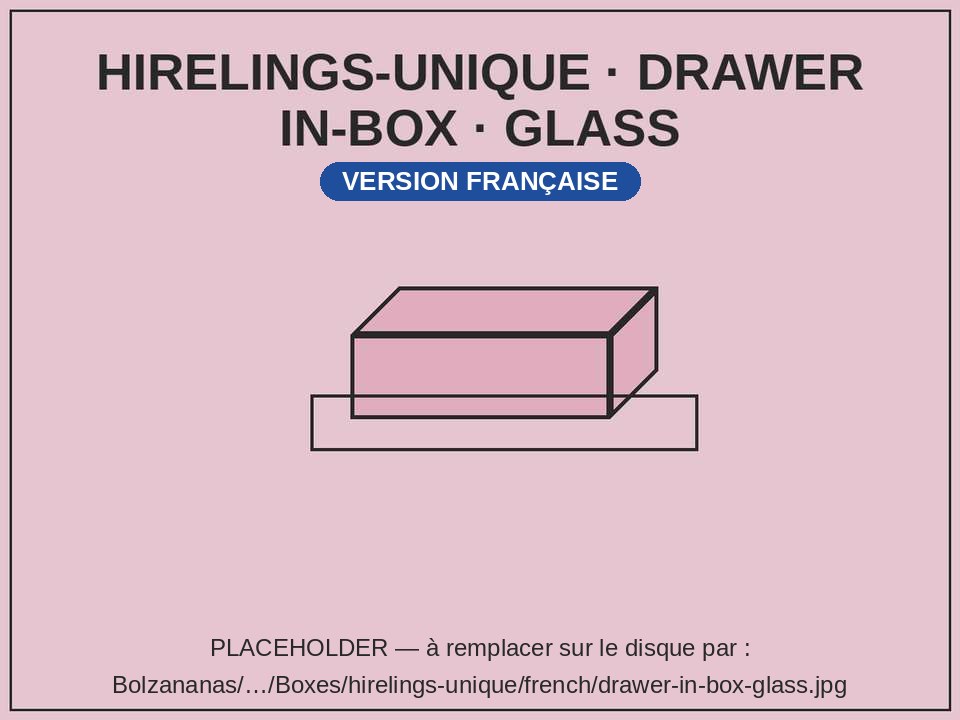 HIRELINGS-UNIQUE · DRAWER
IN-BOX · GLASS
VERSION FRANÇAISE
PLACEHOLDER — à remplacer sur le disque par :
Bolzananas/…/Boxes/hirelings-unique/french/drawer-in-box-glass.jpg